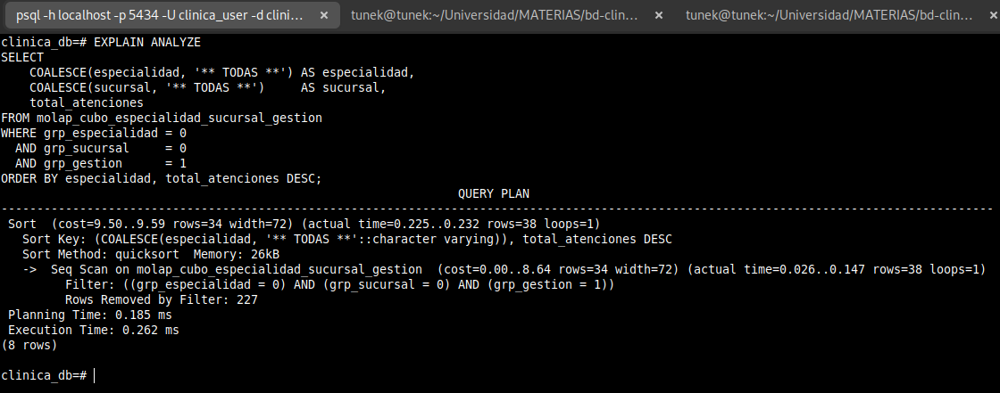 psql -h localhost -p 5434 -U clinica_user -d clini... ×
tunek@tunek:~/Universidad/MATERIAS/bd-clin... ×
tunek@tunek:~/Universidad/MATERIAS/bd-clin... ×
clinica_db=# EXPLAIN ANALYZE
SELECT
    COALESCE(especialidad, '** TODAS **') AS especialidad,
    COALESCE(sucursal, '** TODAS **')     AS sucursal,
    total_atenciones
FROM molap_cubo_especialidad_sucursal_gestion
WHERE grp_especialidad = 0
  AND grp_sucursal     = 0
  AND grp_gestion      = 1
ORDER BY especialidad, total_atenciones DESC;
                                                                QUERY PLAN
-------------------------------------------------------------------------------------------------------------------------------------------
 Sort  (cost=9.50..9.59 rows=34 width=72) (actual time=0.225..0.232 rows=38 loops=1)
   Sort Key: (COALESCE(especialidad, '** TODAS **'::character varying)), total_atenciones DESC
   Sort Method: quicksort  Memory: 26kB
   ->  Seq Scan on molap_cubo_especialidad_sucursal_gestion  (cost=0.00..8.64 rows=34 width=72) (actual time=0.026..0.147 rows=38 loops=1)
         Filter: ((grp_especialidad = 0) AND (grp_sucursal = 0) AND (grp_gestion = 1))
         Rows Removed by Filter: 227
 Planning Time: 0.185 ms
 Execution Time: 0.262 ms
(8 rows)

clinica_db=#